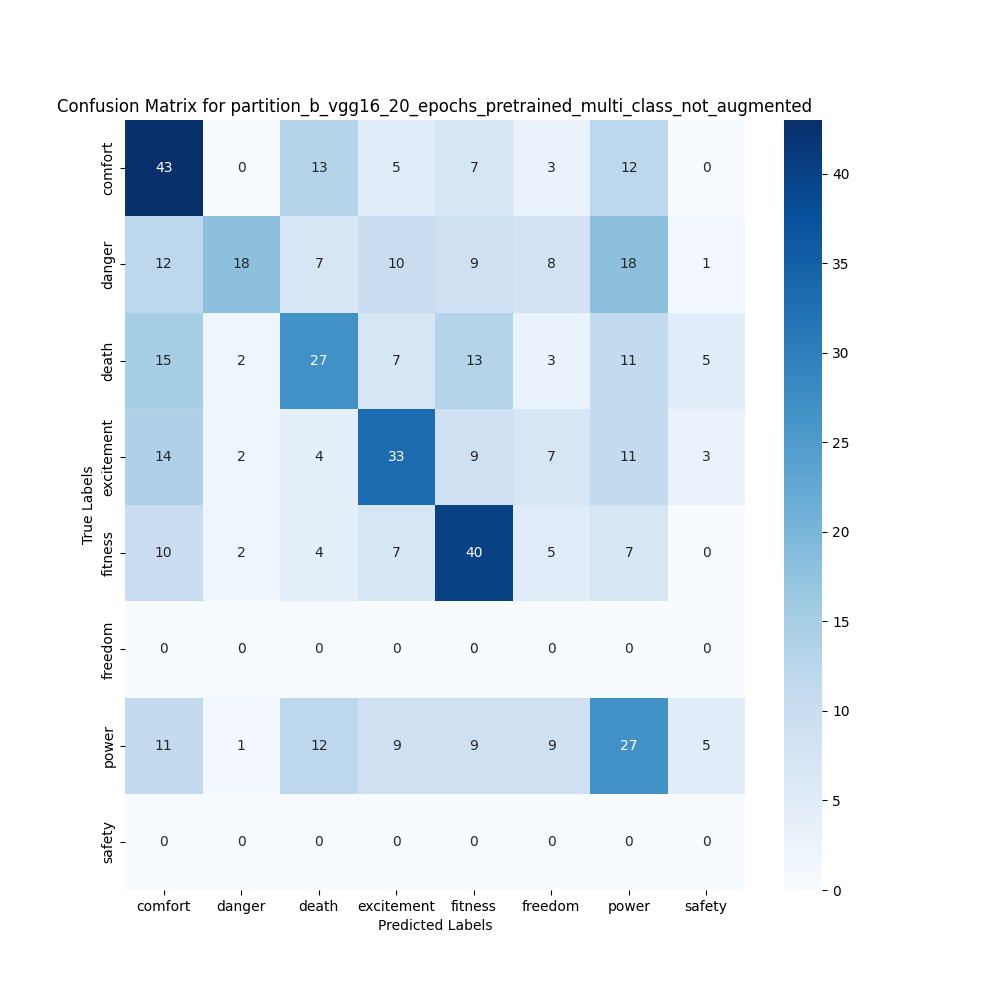 Confusion Matrix for partition_b_vgg16_20_epochs_pretrained_multi_class_not_augmented
True Labels
comfort 43 0 13 5 7 3 12 0
danger 12 18 7 10 9 8 18 1
death 15 2 27 7 13 3 11 5
excitement 14 2 4 33 9 7 11 3
fitness 10 2 4 7 40 5 7 0
freedom 0 0 0 0 0 0 0 0
power 11 1 12 9 9 9 27 5
safety 0 0 0 0 0 0 0 0
comfort danger death excitement fitness freedom power safety
Predicted Labels
40
35
30
25
20
15
10
5
0